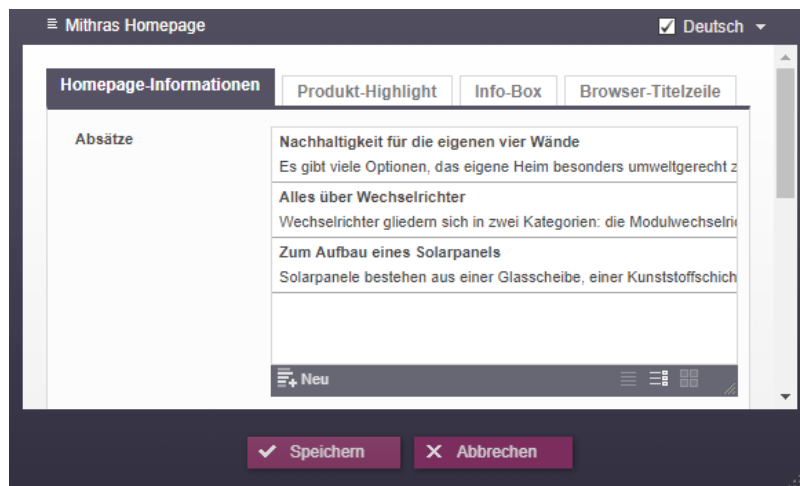 Mithras Homepage
Deutsch
Homepage-Informationen
Produkt-Highlight
Info-Box
Browser-Titelzeile
Absätze
Nachhaltigkeit für die eigenen vier Wände
Es gibt viele Optionen, das eigene Heim besonders umweltgerecht z
Alles über Wechselrichter
Wechselrichter gliedern sich in zwei Kategorien: die Modulwechselri
Zum Aufbau eines Solarpanels
Solarpanele bestehen aus einer Glasscheibe, einer Kunststoffschich
Neu
Speichern
Abbrechen